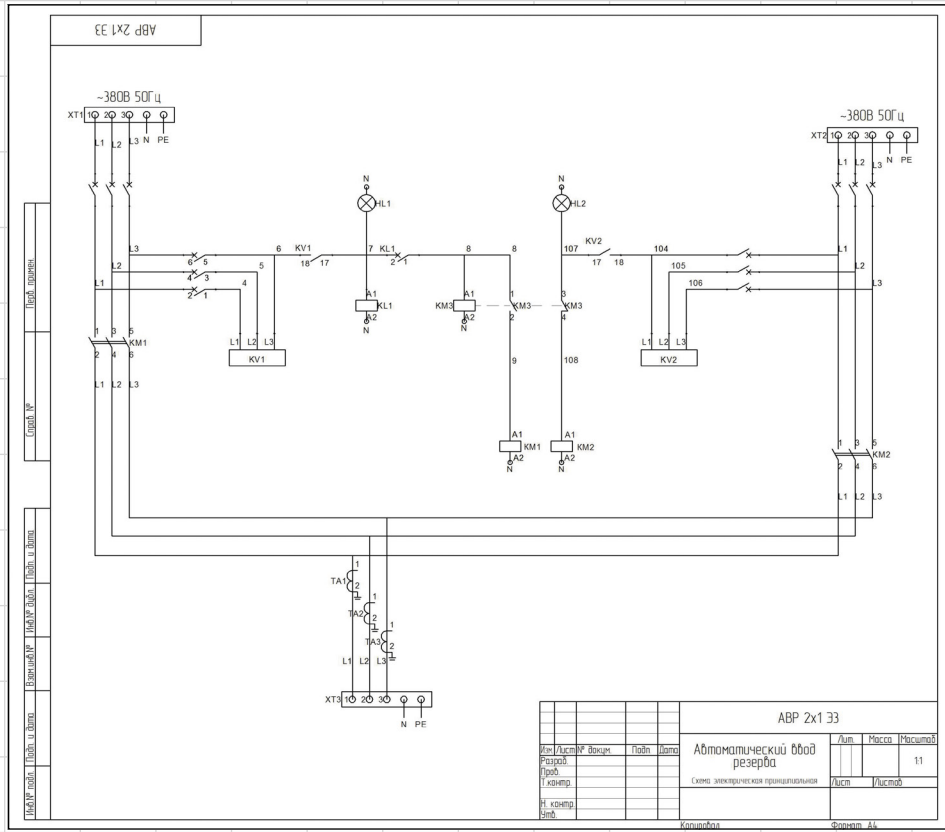 АВР 2х1 ЭЗ
~380В 50Гц
XT1 1 2 3
N PE
L1 L2 L3
~380В 50Гц
XT2 1 2 3
N PE
L1 L2 L3
N
HL1
N
HL2
L3
6 5
6
KV1
18 17
7
KL1
2 1
8
8
107
KV2
17 18
104
L1
L2
4 3
5
105
L2
L1
2 1
4
106
L3
A1
KL1
A2
N
A1
KM3
A2
N
1
KM3
2
3
KM3
4
1 3 5
KM1
2 4 6
L1 L2 L3
KV1
L1 L2 L3
KV2
9
108
L1 L2 L3
A1
KM1
A2
N
A1
KM2
A2
N
1 3 5
KM2
2 4 6
L1 L2 L3
1
TA1
2
1
TA2
2
1
TA3
2
L1 L2 L3
XT3 1 2 3
N PE
Перв. примен.
Справ. №
Подп. и дата
Инв.№ дубл.
Взам.инв.№
Подп. и дата
Инв.№ подл.
АВР 2х1 ЭЗ
Изм. Лист № докум. Подп. Дата
Разраб.
Пров.
Т.контр.
Н. контр.
Утв.
Автоматический ввод
резерва
Схема электрическая принципиальная
Лит. Масса Масштаб
1:1
Лист Листов
Копировал Формат А4